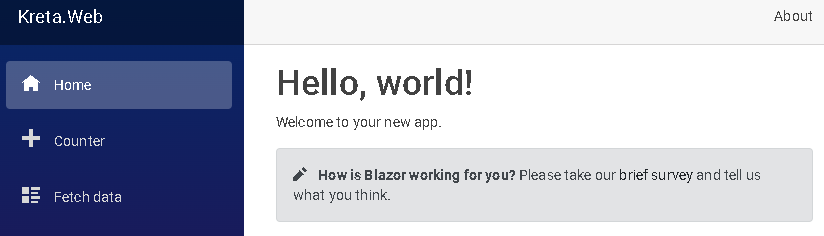 Kreta.Web
About
Home
Counter
Fetch data
Hello, world!
Welcome to your new app.
How is Blazor working for you? Please take our brief survey and tell us
what you think.